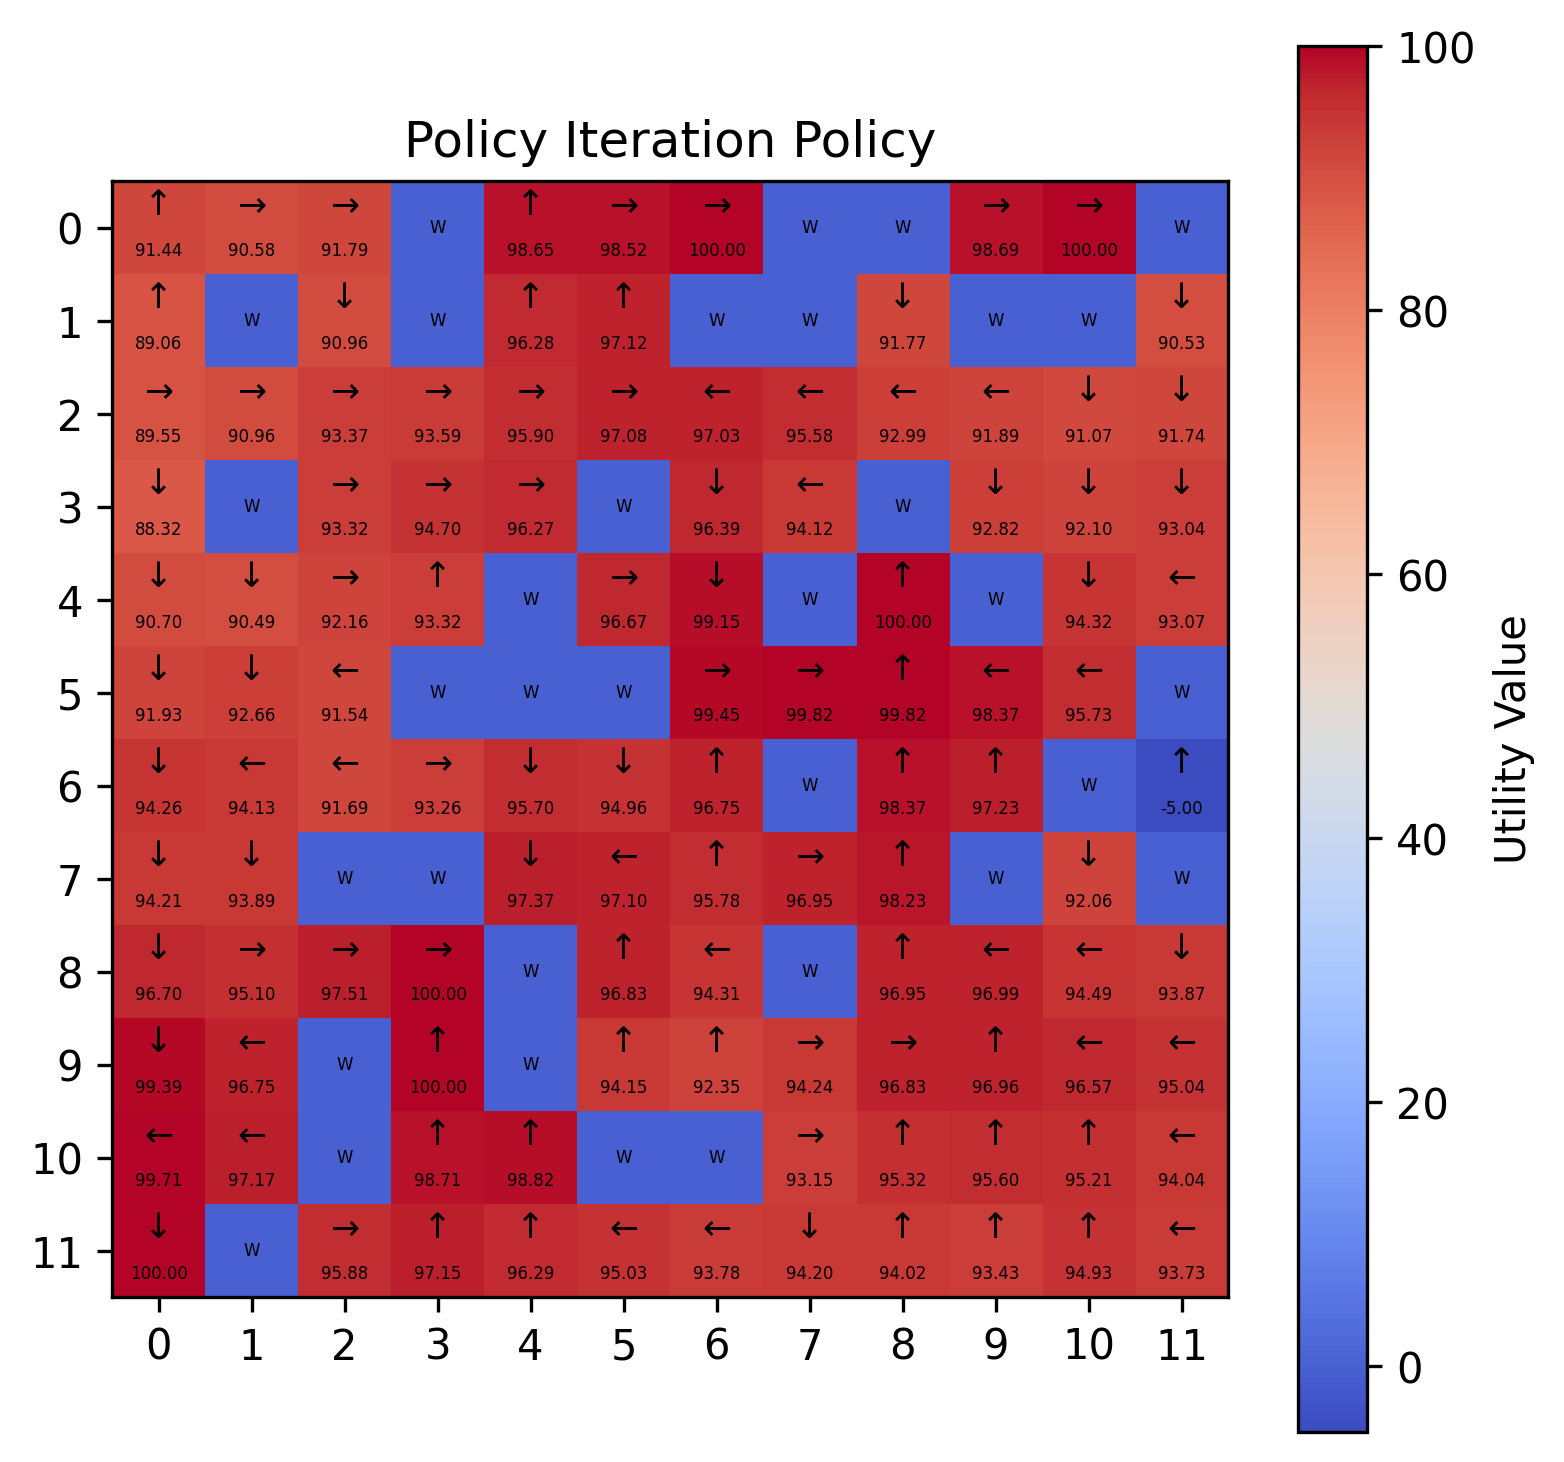 Policy Iteration Policy
0 ↑ → → W ↑ → → W W → → W
91.44 90.58 91.79 98.65 98.52 100.00 98.69 100.00
1 ↑ W ↓ W ↑ ↑ W W ↓ W W ↓
89.06 90.96 96.28 97.12 91.77 90.53
2 → → → → → → ← ← ← ← ↓ ↓
89.55 90.96 93.37 93.59 95.90 97.08 97.03 95.58 92.99 91.89 91.07 91.74
3 ↓ W → → → W ↓ ← W ↓ ↓ ↓
88.32 93.32 94.70 96.27 96.39 94.12 92.82 92.10 93.04
4 ↓ ↓ → ↑ W → ↓ W ↑ W ↓ ←
90.70 90.49 92.16 93.32 96.67 99.15 100.00 94.32 93.07
5 ↓ ↓ ← W W W → → ↑ ← ← W
91.93 92.66 91.54 99.45 99.82 99.82 98.37 95.73
6 ↓ ← ← → ↓ ↓ ↑ W ↑ ↑ W ↑
94.26 94.13 91.69 93.26 95.70 94.96 96.75 98.37 97.23 -5.00
7 ↓ ↓ W W ↓ ← ↑ → ↑ W ↓ W
94.21 93.89 97.37 97.10 95.78 96.95 98.23 92.06
8 ↓ → → → W ↑ ← W ↑ ← ← ↓
96.70 95.10 97.51 100.00 96.83 94.31 96.95 96.99 94.49 93.87
9 ↓ ← W ↑ W ↑ ↑ → → ↑ ← ←
99.39 96.75 100.00 94.15 92.35 94.24 96.83 96.96 96.57 95.04
10 ← ← W ↑ ↑ W W → ↑ ↑ ↑ ←
99.71 97.17 98.71 98.82 93.15 95.32 95.60 95.21 94.04
11 ↓ W → ↑ ↑ ← ← ↓ ↑ ↑ ↑ ←
100.00 95.88 97.15 96.29 95.03 93.78 94.20 94.02 93.43 94.93 93.73
0 1 2 3 4 5 6 7 8 9 10 11
100
80
60
40
20
0
Utility Value